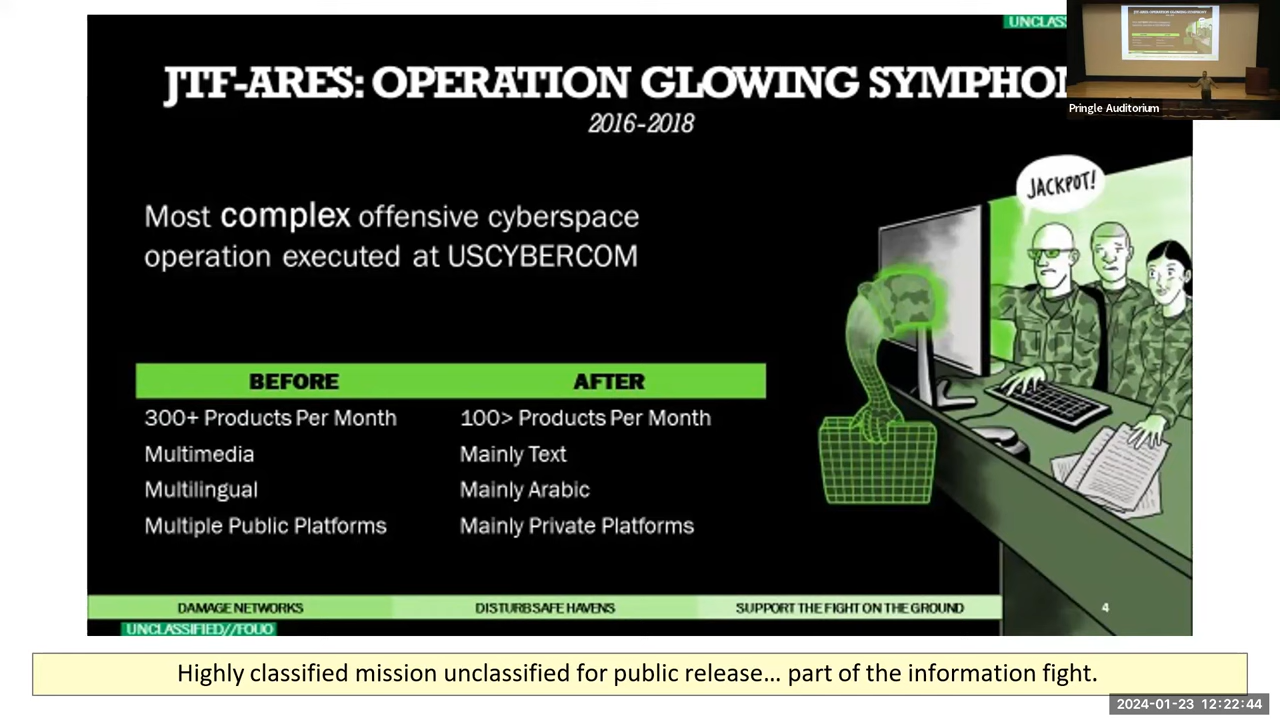 UNCLASS
JTF-ARES: OPERATION GLOWING SYMPHON
2016-2018
Pringle Auditorium
JACKPOT!
Most complex offensive cyberspace
operation executed at USCYBERCOM
BEFORE AFTER
300+ Products Per Month 100> Products Per Month
Multimedia Mainly Text
Multilingual Mainly Arabic
Multiple Public Platforms Mainly Private Platforms
DAMAGE NETWORKS DISTURB SAFE HAVENS SUPPORT THE FIGHT ON THE GROUND 4
UNCLASSIFIED//FOUO
Highly classified mission unclassified for public release... part of the information fight.
2024-01-23 12:22:44